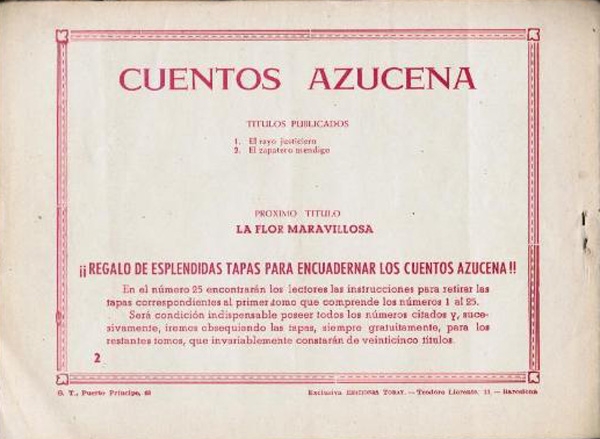 CUENTOS AZUCENA
TITULOS PUBLICADOS
1. El rayo justiciero
2. El zapatero mendigo
PROXIMO TITULO
LA FLOR MARAVILLOSA
¡¡REGALO DE ESPLENDIDAS TAPAS PARA ENCUADERNAR LOS CUENTOS AZUCENA!!
En el número 25 encontrarán los lectores las instrucciones para retirar las
tapas correspondientes al primer tomo que comprende los números 1 al 25.
Será condición indispensable poseer todos los números citados y, suce-
sivamente, iremos obsequiando las tapas, siempre gratuitamente, para los
restantes tomos, que invariablemente constarán de veinticinco títulos.
2
G. T., Puerto Príncipe, 63 Exclusiva EDICIONES TORAY. — Teodoro Llorente, 11. — Barcelona